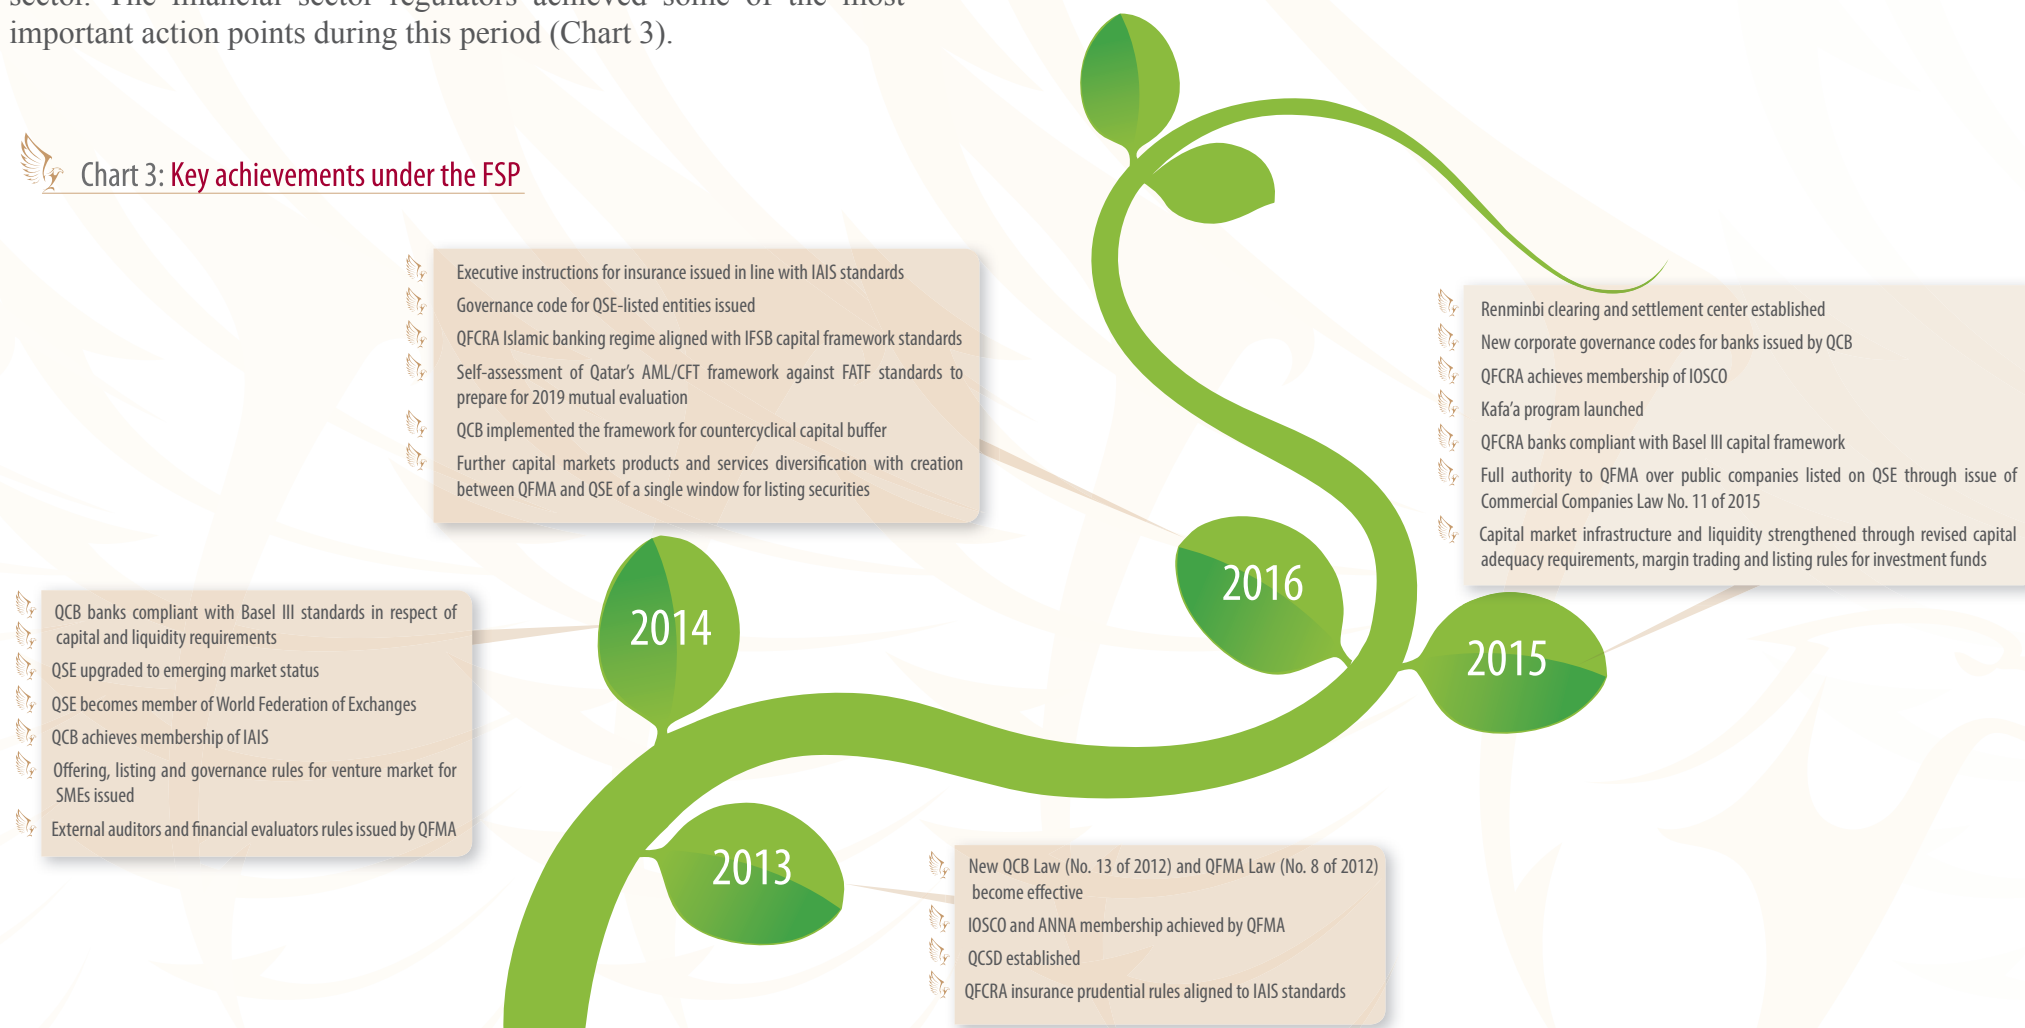 sector. The financial sector regulators achieved some of the most
important action points during this period (Chart 3).
Chart 3: Key achievements under the FSP
Executive instructions for insurance issued in line with IAIS standards
Governance code for QSE-listed entities issued
QFCRA Islamic banking regime aligned with IFSB capital framework standards
Self-assessment of Qatar’s AML/CFT framework against FATF standards to
prepare for 2019 mutual evaluation
QCB implemented the framework for countercyclical capital buffer
Further capital markets products and services diversification with creation
between QFMA and QSE of a single window for listing securities
2016
Renminbi clearing and settlement center established
New corporate governance codes for banks issued by QCB
QFCRA achieves membership of IOSCO
Kafa’a program launched
QFCRA banks compliant with Basel III capital framework
Full authority to QFMA over public companies listed on QSE through issue of
Commercial Companies Law No. 11 of 2015
Capital market infrastructure and liquidity strengthened through revised capital
adequacy requirements, margin trading and listing rules for investment funds
2015
QCB banks compliant with Basel III standards in respect of
capital and liquidity requirements
QSE upgraded to emerging market status
QSE becomes member of World Federation of Exchanges
QCB achieves membership of IAIS
Offering, listing and governance rules for venture market for
SMEs issued
External auditors and financial evaluators rules issued by QFMA
2014
2013
New QCB Law (No. 13 of 2012) and QFMA Law (No. 8 of 2012)
become effective
IOSCO and ANNA membership achieved by QFMA
QCSD established
QFCRA insurance prudential rules aligned to IAIS standards